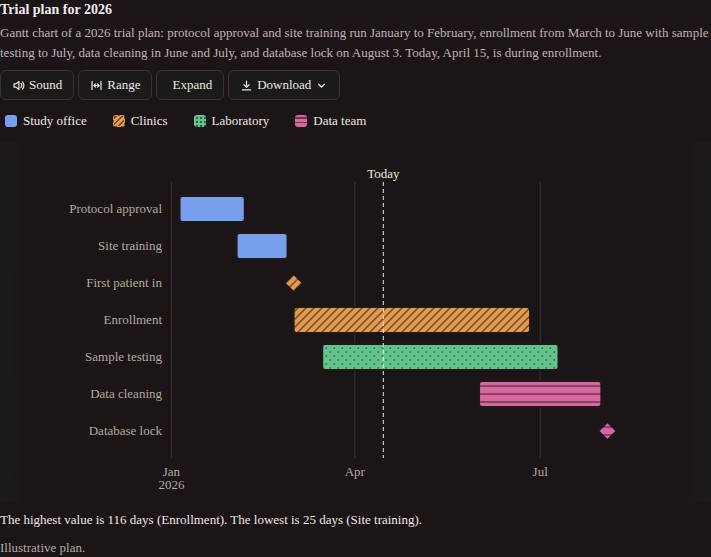 Trial plan for 2026
Gantt chart of a 2026 trial plan: protocol approval and site training run January to February, enrollment from March to June with sample
testing to July, data cleaning in June and July, and database lock on August 3. Today, April 15, is during enrollment.
Sound Range Expand Download
Study office Clinics Laboratory Data team
Today
Protocol approval
Site training
First patient in
Enrollment
Sample testing
Data cleaning
Database lock
Jan Apr Jul
2026
The highest value is 116 days (Enrollment). The lowest is 25 days (Site training).
Illustrative plan.